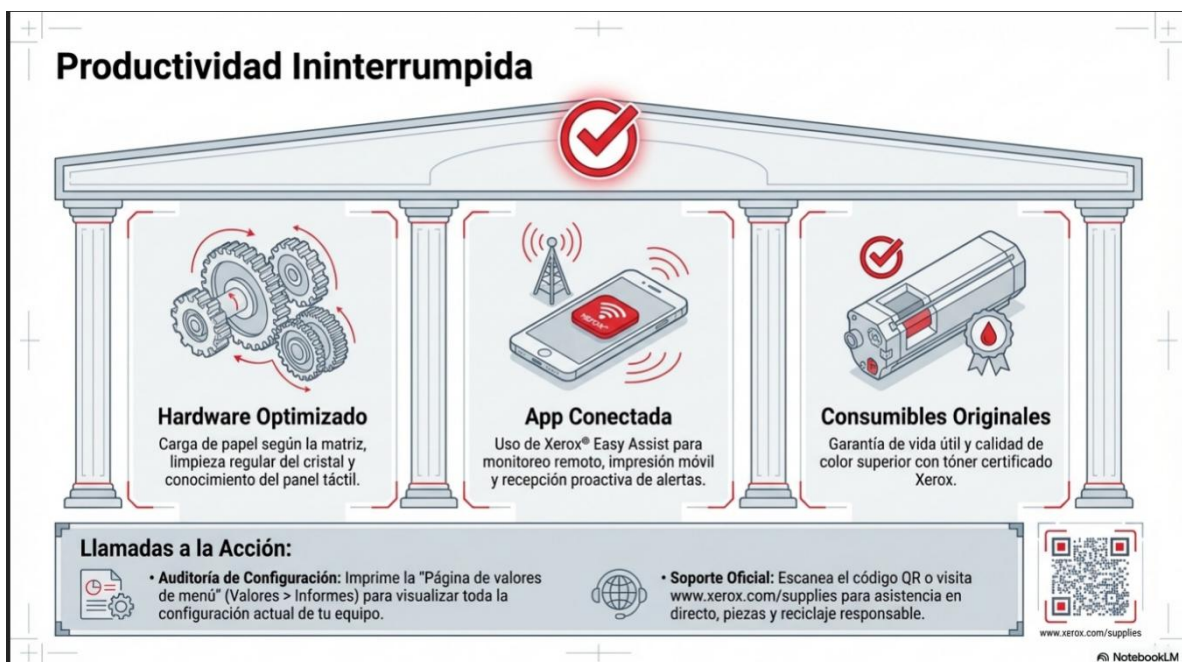 Productividad Ininterrumpida
xerox™
Hardware Optimizado
Carga de papel según la matriz,
limpieza regular del cristal y
conocimiento del panel táctil.
App Conectada
Uso de Xerox® Easy Assist para
monitoreo remoto, impresión móvil
y recepción proactiva de alertas.
Consumibles Originales
Garantía de vida útil y calidad de
color superior con tóner certificado
Xerox.
Llamadas a la Acción:
• Auditoría de Configuración: Imprime la "Página de valores
de menú" (Valores > Informes) para visualizar toda la
configuración actual de tu equipo.
• Soporte Oficial: Escanea el código QR o visita
www.xerox.com/supplies para asistencia en
directo, piezas y reciclaje responsable.
www.xerox.com/supplies
NotebookLM